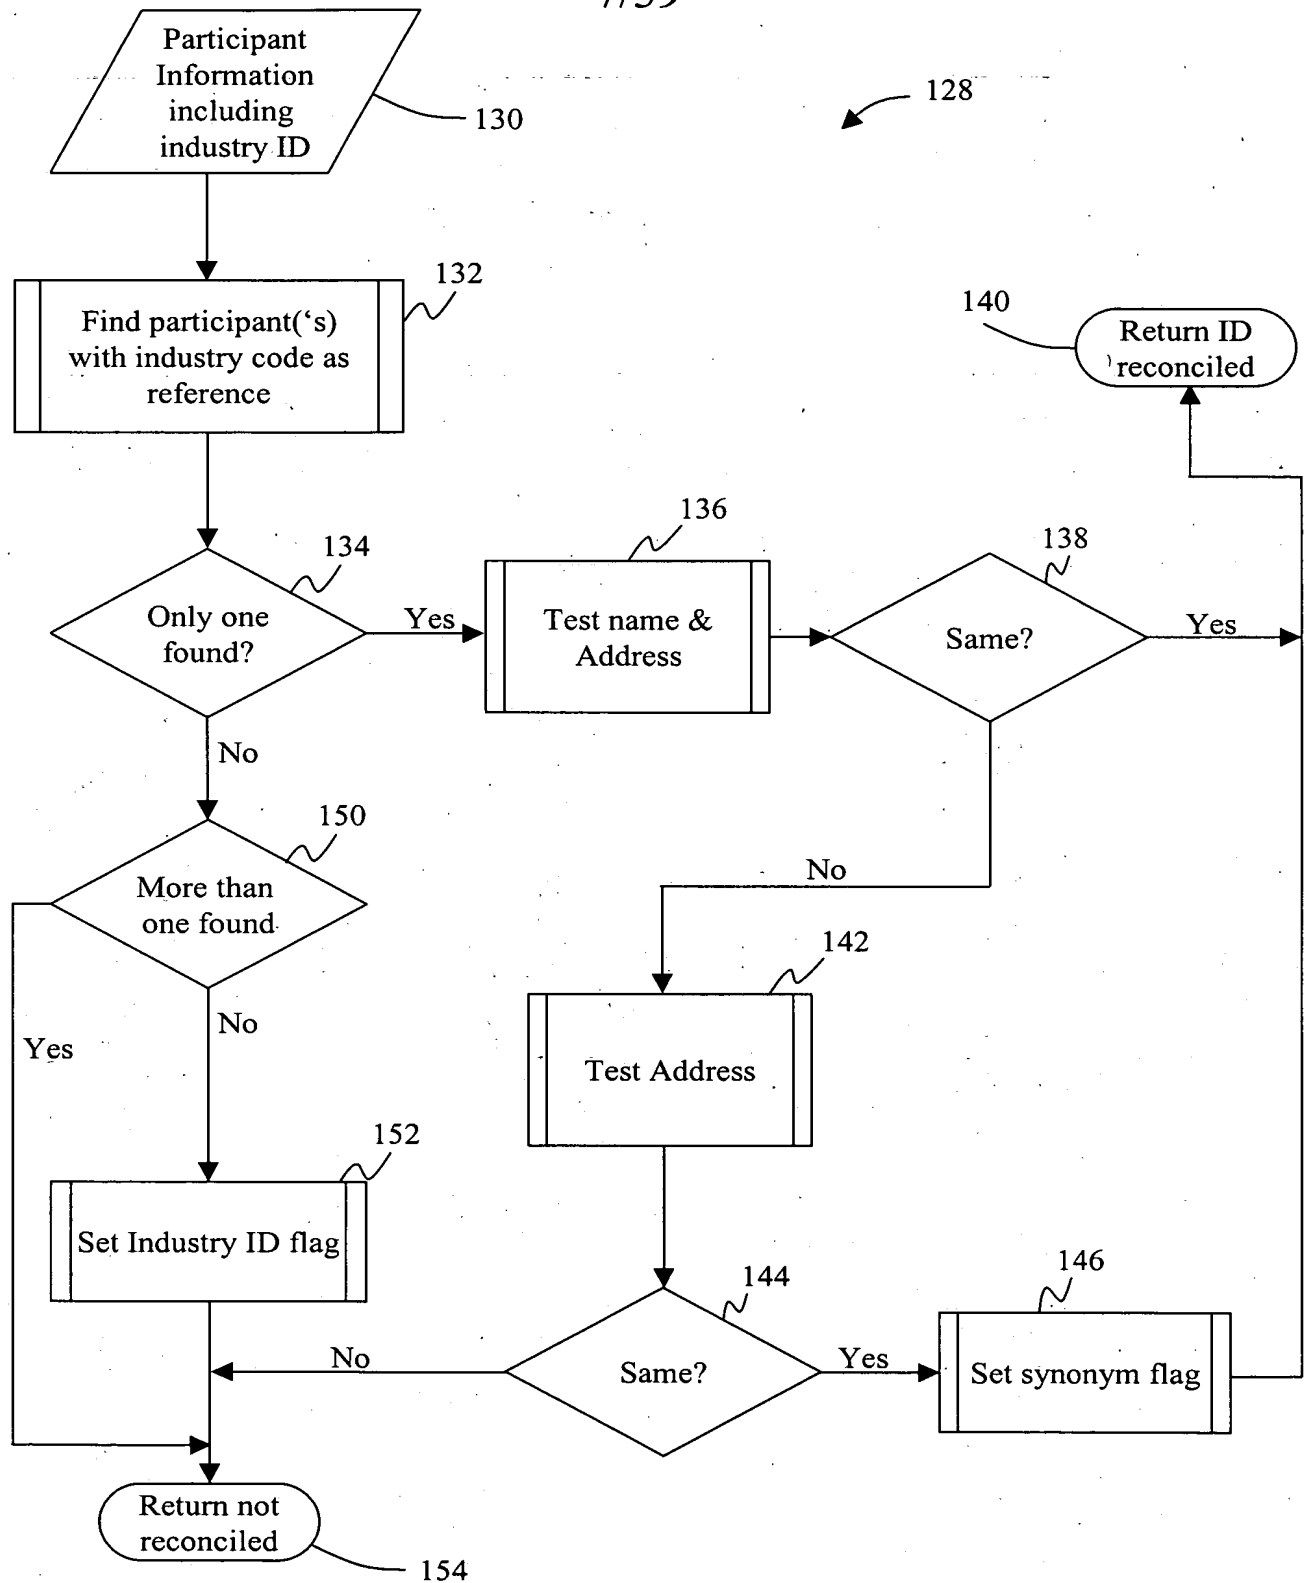 Participant
Information
including
industry ID
130
128
132
Find participant('s)
with industry code as
reference
140
Return ID
reconciled
134
Only one
found?
Yes
136
Test name &
Address
138
Same?
Yes
No
150
More than
one found
No
142
Test Address
No
Yes
152
Set Industry ID flag
144
Same?
No
Yes
146
Set synonym flag
Return not
reconciled
154